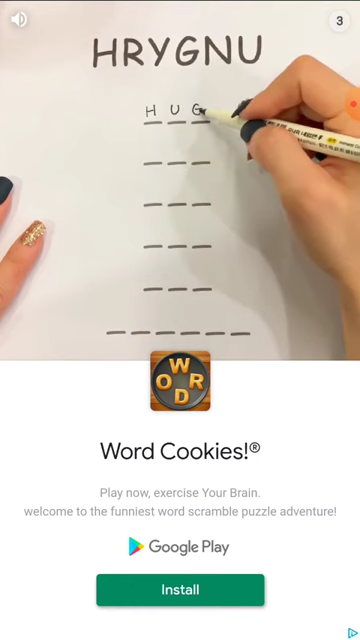 3
HRYGNU
H U G
WORD
Word Cookies!®
Play now, exercise Your Brain.
welcome to the funniest word scramble puzzle adventure!
Google Play
Install